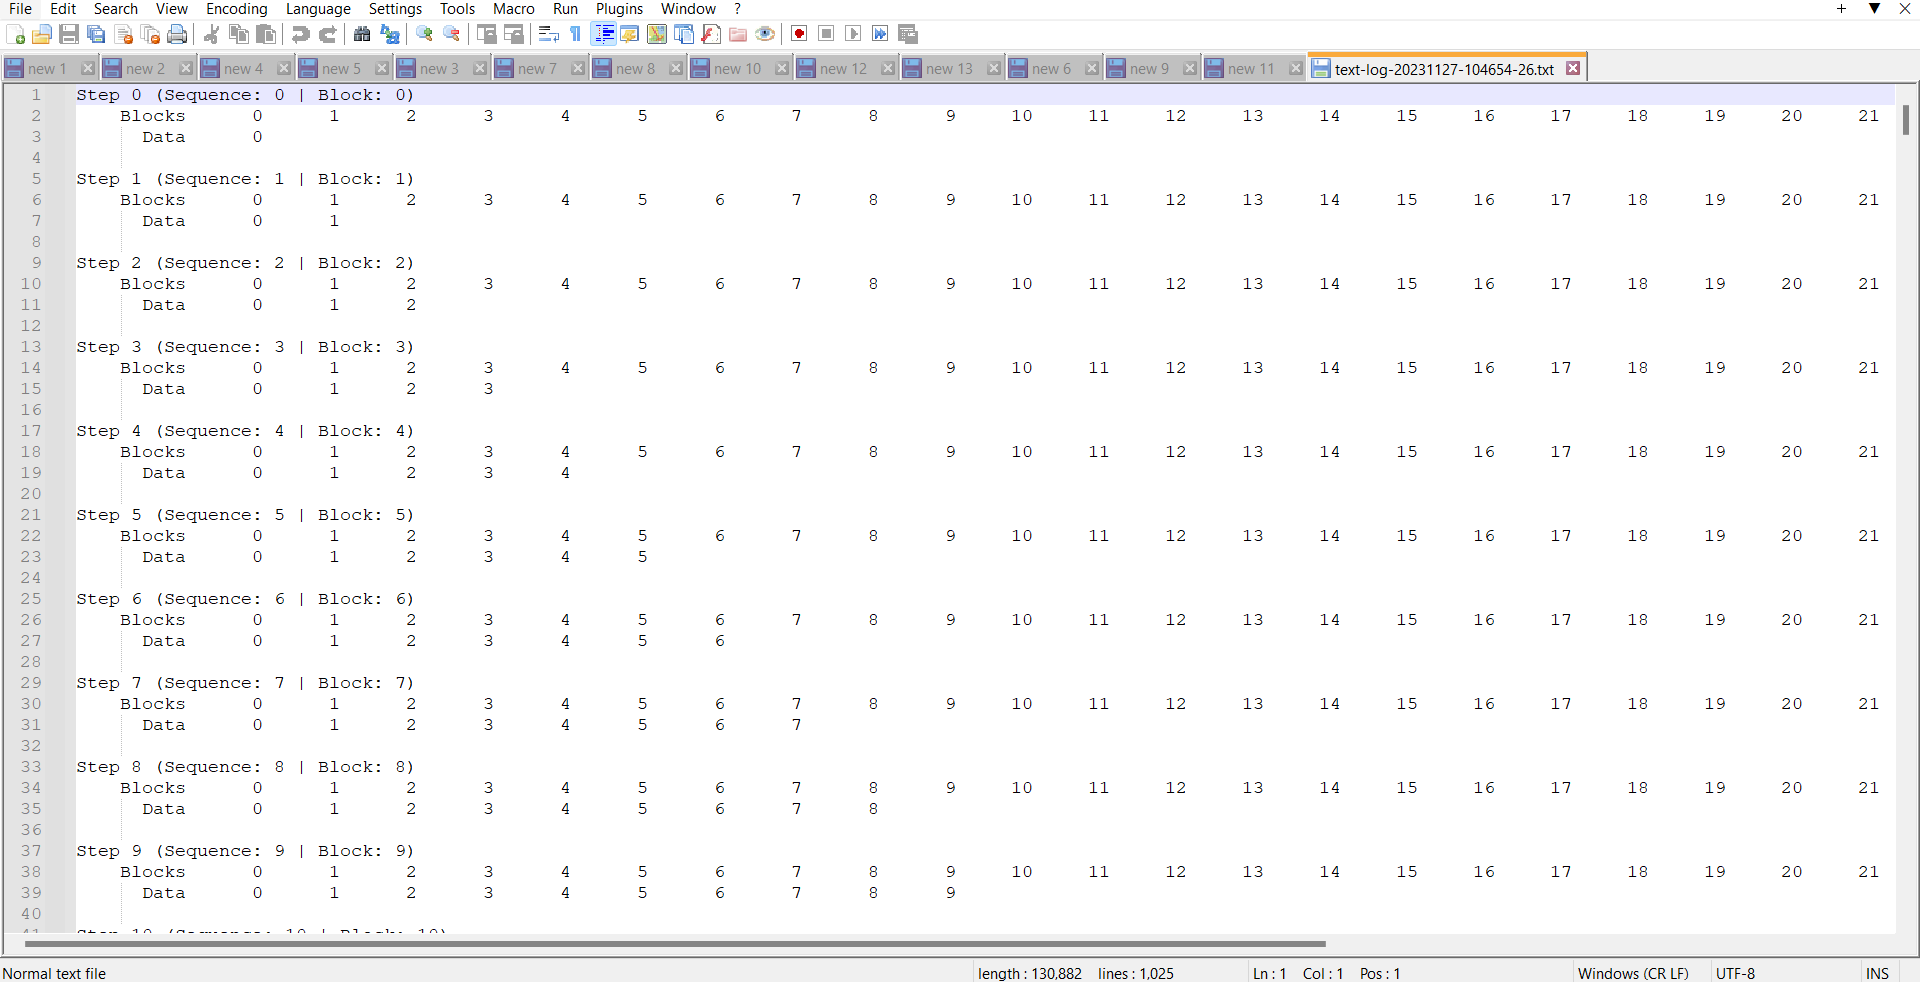 File Edit Search View Encoding Language Settings Tools Macro Run Plugins Window ?
new 1 new 2 new 4 new 5 new 3 new 7 new 8 new 10 new 12 new 13 new 6 new 9 new 11 text-log-20231127-104654-26.txt
1 Step 0 (Sequence: 0 | Block: 0)
2 Blocks 0 1 2 3 4 5 6 7 8 9 10 11 12 13 14 15 16 17 18 19 20 21
3 Data 0
4
5 Step 1 (Sequence: 1 | Block: 1)
6 Blocks 0 1 2 3 4 5 6 7 8 9 10 11 12 13 14 15 16 17 18 19 20 21
7 Data 0 1
8
9 Step 2 (Sequence: 2 | Block: 2)
10 Blocks 0 1 2 3 4 5 6 7 8 9 10 11 12 13 14 15 16 17 18 19 20 21
11 Data 0 1 2
12
13 Step 3 (Sequence: 3 | Block: 3)
14 Blocks 0 1 2 3 4 5 6 7 8 9 10 11 12 13 14 15 16 17 18 19 20 21
15 Data 0 1 2 3
16
17 Step 4 (Sequence: 4 | Block: 4)
18 Blocks 0 1 2 3 4 5 6 7 8 9 10 11 12 13 14 15 16 17 18 19 20 21
19 Data 0 1 2 3 4
20
21 Step 5 (Sequence: 5 | Block: 5)
22 Blocks 0 1 2 3 4 5 6 7 8 9 10 11 12 13 14 15 16 17 18 19 20 21
23 Data 0 1 2 3 4 5
24
25 Step 6 (Sequence: 6 | Block: 6)
26 Blocks 0 1 2 3 4 5 6 7 8 9 10 11 12 13 14 15 16 17 18 19 20 21
27 Data 0 1 2 3 4 5 6
28
29 Step 7 (Sequence: 7 | Block: 7)
30 Blocks 0 1 2 3 4 5 6 7 8 9 10 11 12 13 14 15 16 17 18 19 20 21
31 Data 0 1 2 3 4 5 6 7
32
33 Step 8 (Sequence: 8 | Block: 8)
34 Blocks 0 1 2 3 4 5 6 7 8 9 10 11 12 13 14 15 16 17 18 19 20 21
35 Data 0 1 2 3 4 5 6 7 8
36
37 Step 9 (Sequence: 9 | Block: 9)
38 Blocks 0 1 2 3 4 5 6 7 8 9 10 11 12 13 14 15 16 17 18 19 20 21
39 Data 0 1 2 3 4 5 6 7 8 9
40
41 Step 10 (Sequence: 10 | Block: 10)
Normal text file length : 130,882 lines : 1,025 Ln : 1 Col : 1 Pos : 1 Windows (CR LF) UTF-8 INS